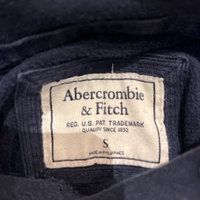 Abercrombie
& Fitch
REG. U.S. PAT. TRADEMARK
QUALITY SINCE 1892
S